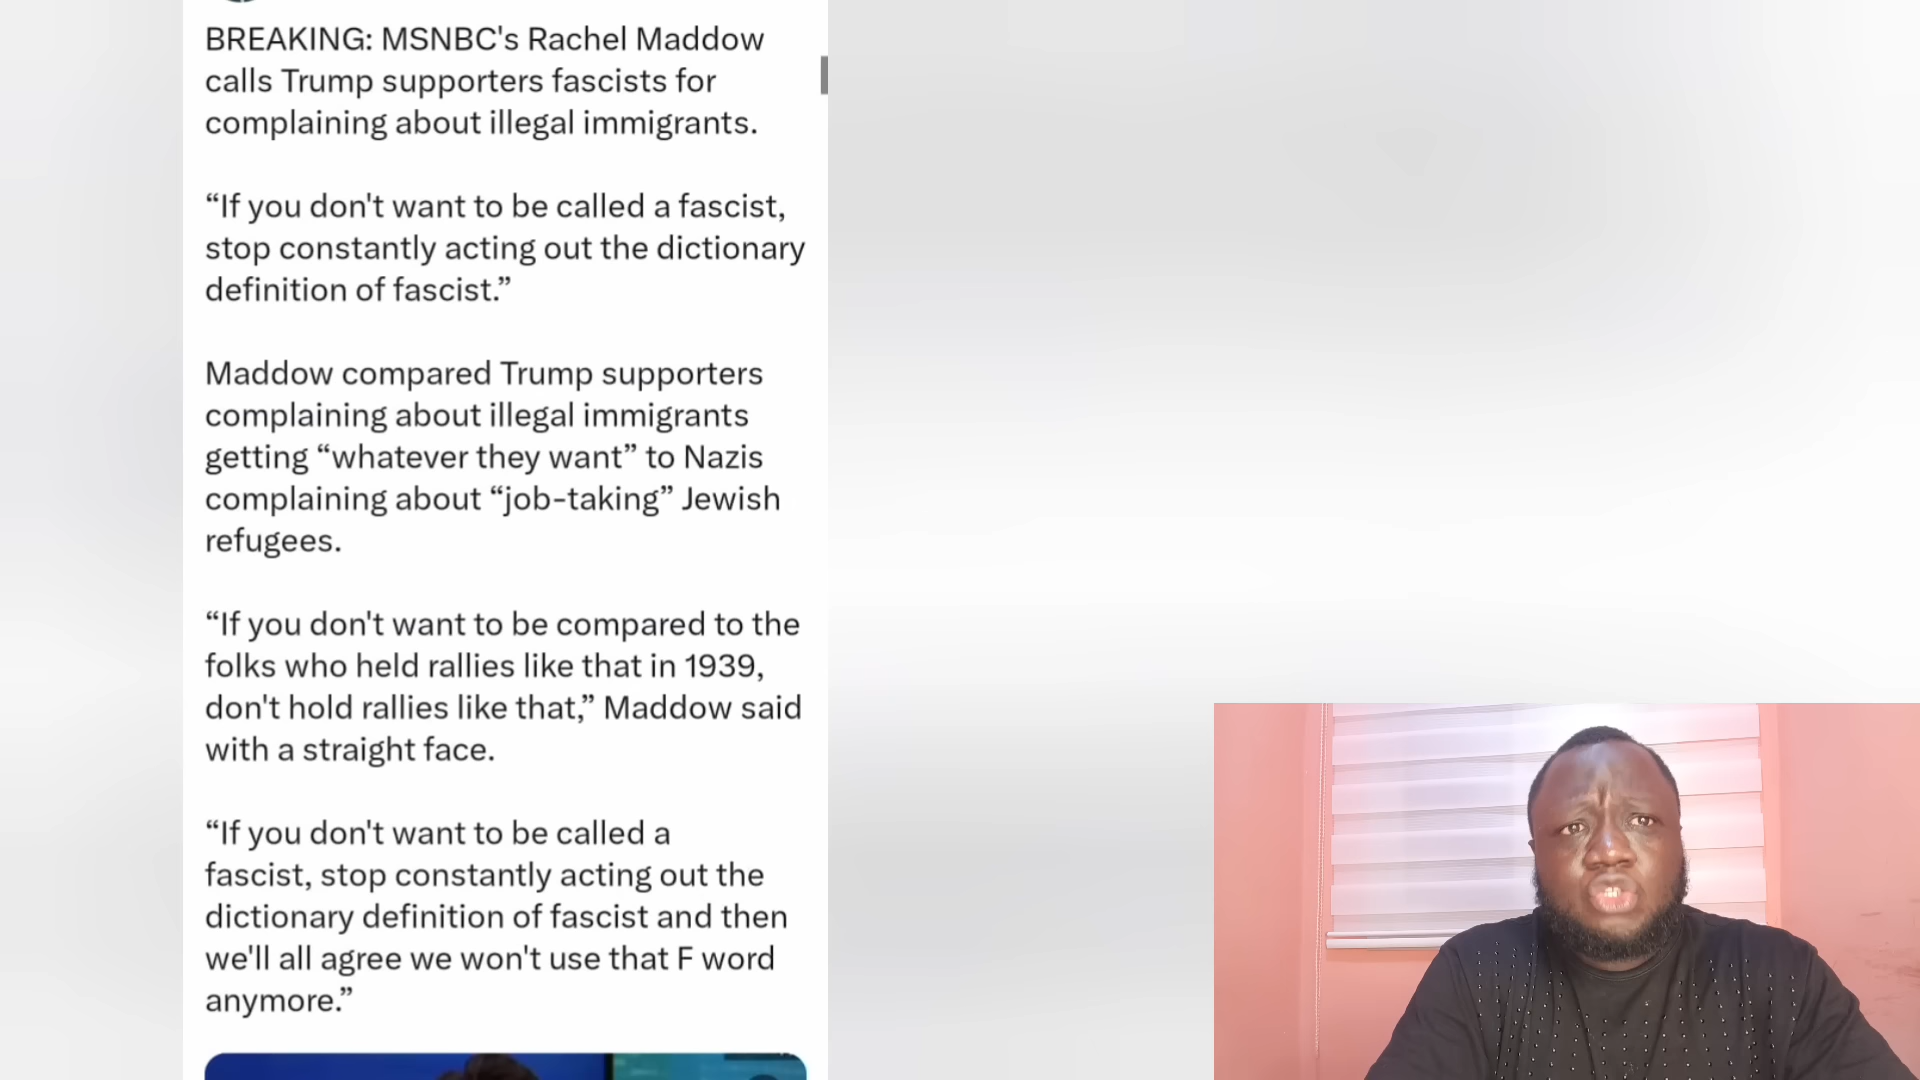 BREAKING: MSNBC's Rachel Maddow
calls Trump supporters fascists for
complaining about illegal immigrants.
“If you don't want to be called a fascist,
stop constantly acting out the dictionary
definition of fascist.”
Maddow compared Trump supporters
complaining about illegal immigrants
getting “whatever they want” to Nazis
complaining about “job-taking” Jewish
refugees.
“If you don't want to be compared to the
folks who held rallies like that in 1939,
don't hold rallies like that,” Maddow said
with a straight face.
“If you don't want to be called a
fascist, stop constantly acting out the
dictionary definition of fascist and then
we'll all agree we won't use that F word
anymore.”